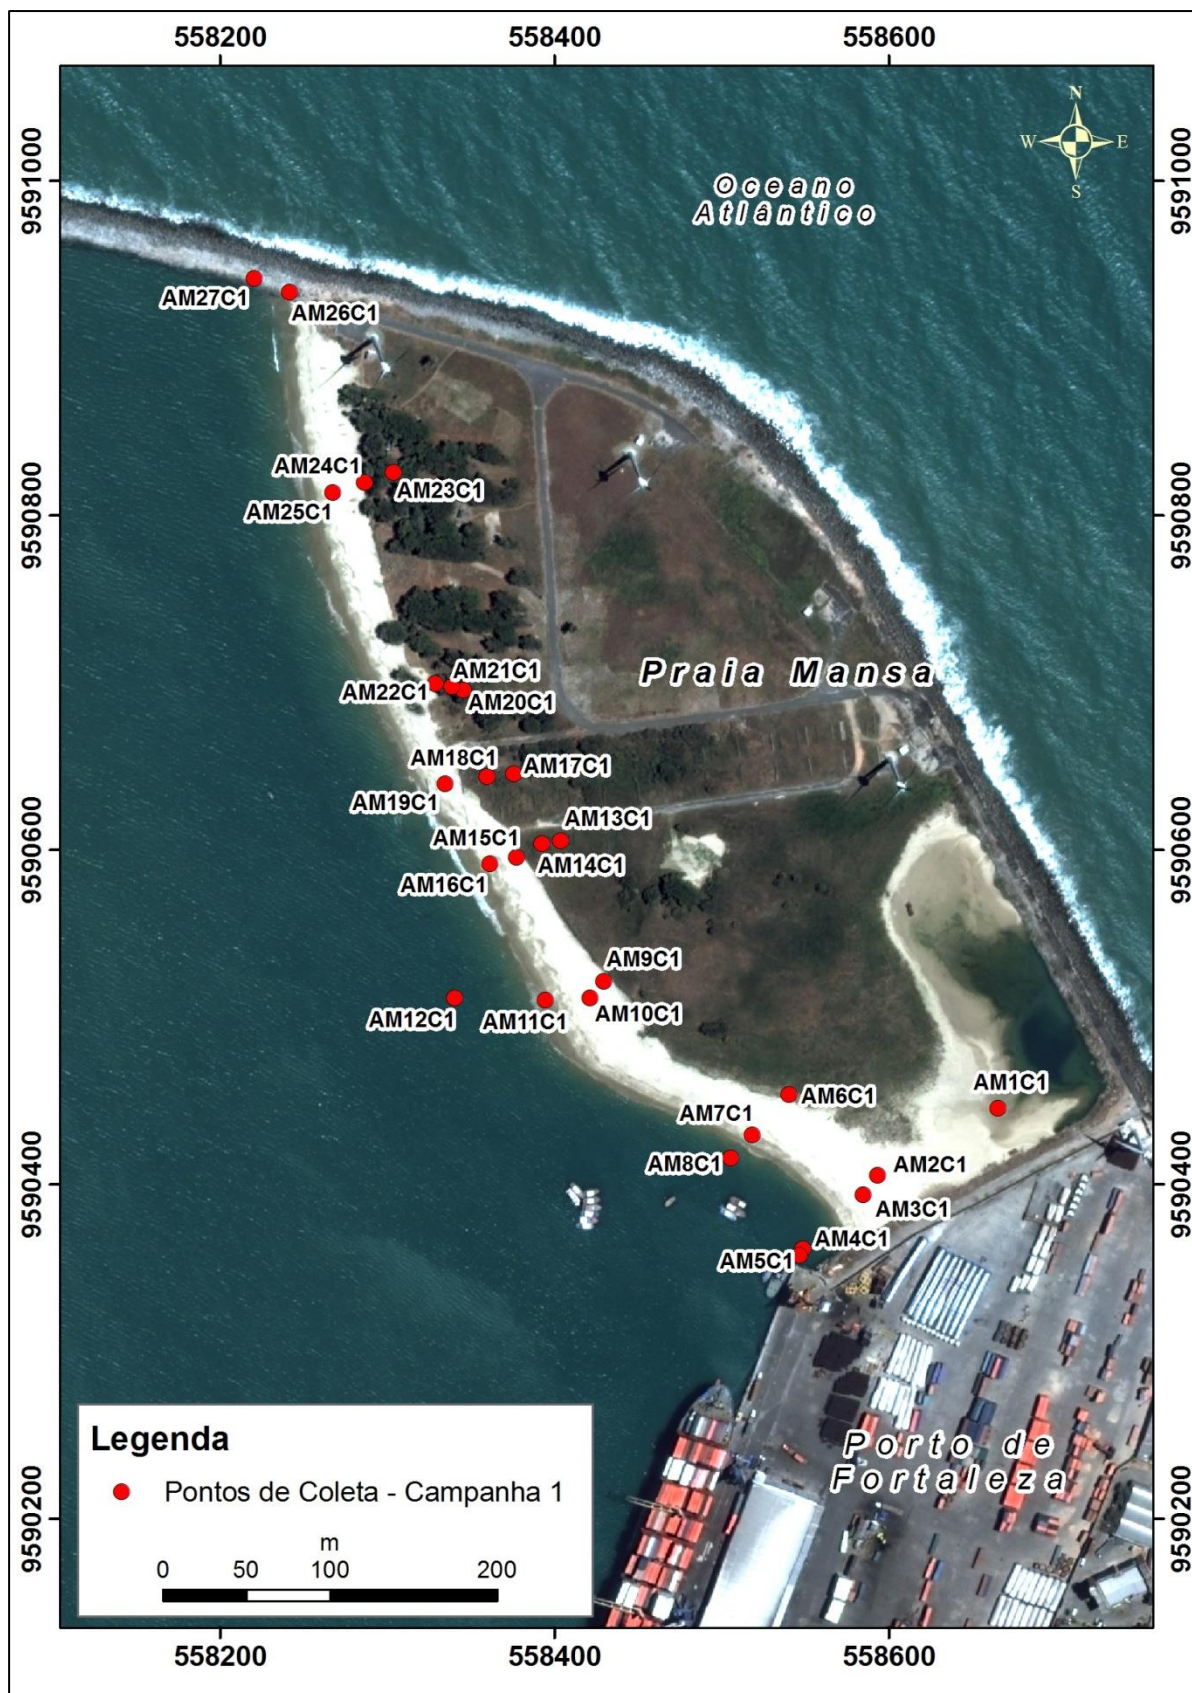 558200
558400
558600
9591000
9591000
N
W
E
S
Oceano
Atlântico
AM27C1
AM26C1
AM24C1
AM23C1
AM25C1
9590800
9590800
AM21C1
AM22C1
AM20C1
Praia Mansa
AM18C1
AM17C1
AM19C1
AM15C1
AM13C1
AM14C1
AM16C1
9590600
9590600
AM9C1
AM10C1
AM12C1
AM11C1
AM1C1
AM6C1
AM7C1
AM8C1
AM2C1
AM3C1
9590400
9590400
AM4C1
AM5C1
Legenda
Pontos de Coleta - Campanha 1
m
0
50
100
200
Porto de
Fortaleza
9590200
9590200
558200
558400
558600